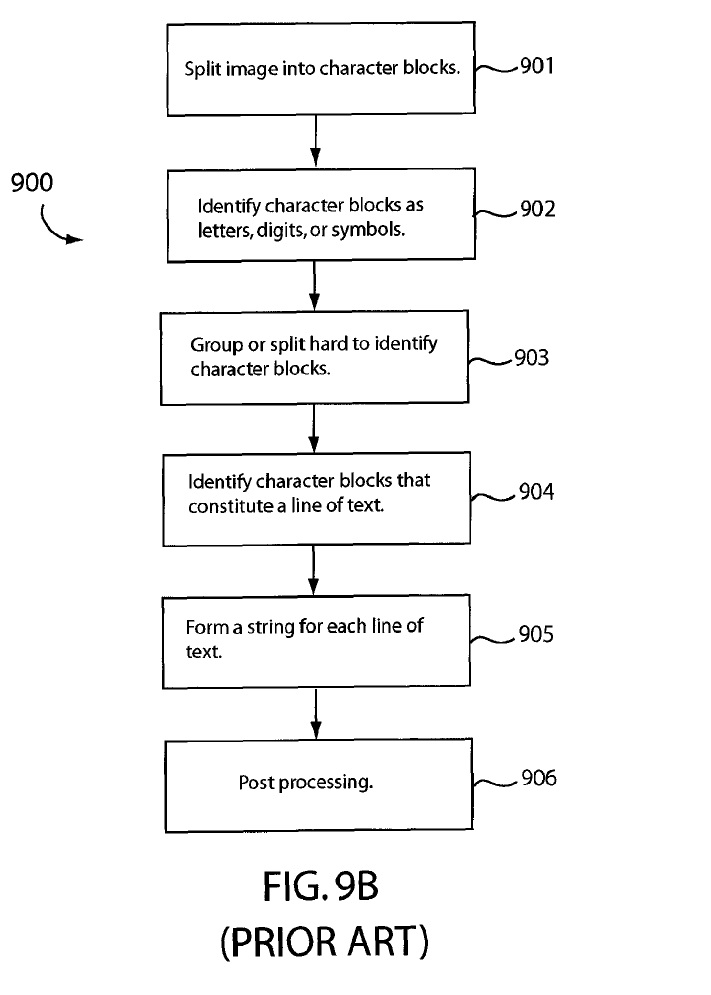 Split image into character blocks.
901
900
Identify character blocks as
letters, digits, or symbols.
902
Group or split hard to identify
character blocks.
903
Identify character blocks that
constitute a line of text.
904
Form a string for each line of
text.
905
Post processing.
906
FIG. 9B
(PRIOR ART)